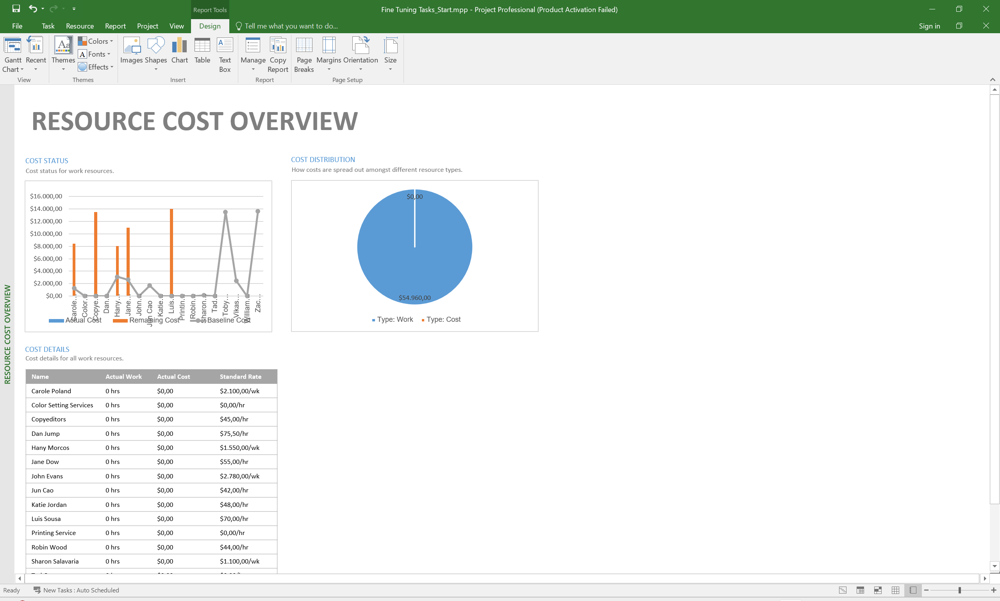 Report Tools
Fine Tuning Tasks_Start.mpp - Project Professional (Product Activation Failed)
File Task Resource Report Project View Design Tell me what you want to do... Sign in
Gantt Chart
Recent
Themes
Colors
Fonts
Effects
Images
Shapes
Chart
Table
Text Box
Manage
Copy Report
Page Breaks
Margins
Orientation
Size
View Themes Insert Report Page Setup
RESOURCE COST OVERVIEW
RESOURCE COST OVERVIEW
COST STATUS
Cost status for work resources.
$16.000,00
$14.000,00
$12.000,00
$10.000,00
$8.000,00
$6.000,00
$4.000,00
$2.000,00
$0,00
Carole...
Color...
Copye...
Dan...
Hany...
Jane...
John...
Jun Cao
Katie...
Luis...
Printin...
Robin...
Sharon...
Tad...
Toby...
Vikas...
William...
Zac...
Actual Cost Remaining Cost Baseline Cost
COST DISTRIBUTION
How costs are spread out amongst different resource types.
$0,00
$54.960,00
Type: Work Type: Cost
COST DETAILS
Cost details for all work resources.
Name Actual Work Actual Cost Standard Rate
Carole Poland 0 hrs $0,00 $2.100,00/wk
Color Setting Services 0 hrs $0,00 $0,00/hr
Copyeditors 0 hrs $0,00 $45,00/hr
Dan Jump 0 hrs $0,00 $75,50/hr
Hany Morcos 0 hrs $0,00 $1.550,00/wk
Jane Dow 0 hrs $0,00 $55,00/hr
John Evans 0 hrs $0,00 $2.780,00/wk
Jun Cao 0 hrs $0,00 $42,00/hr
Katie Jordan 0 hrs $0,00 $48,00/hr
Luis Sousa 0 hrs $0,00 $70,00/hr
Printing Service 0 hrs $0,00 $0,00/hr
Robin Wood 0 hrs $0,00 $44,00/hr
Sharon Salavaria 0 hrs $0,00 $1.100,00/wk
Ready New Tasks : Auto Scheduled